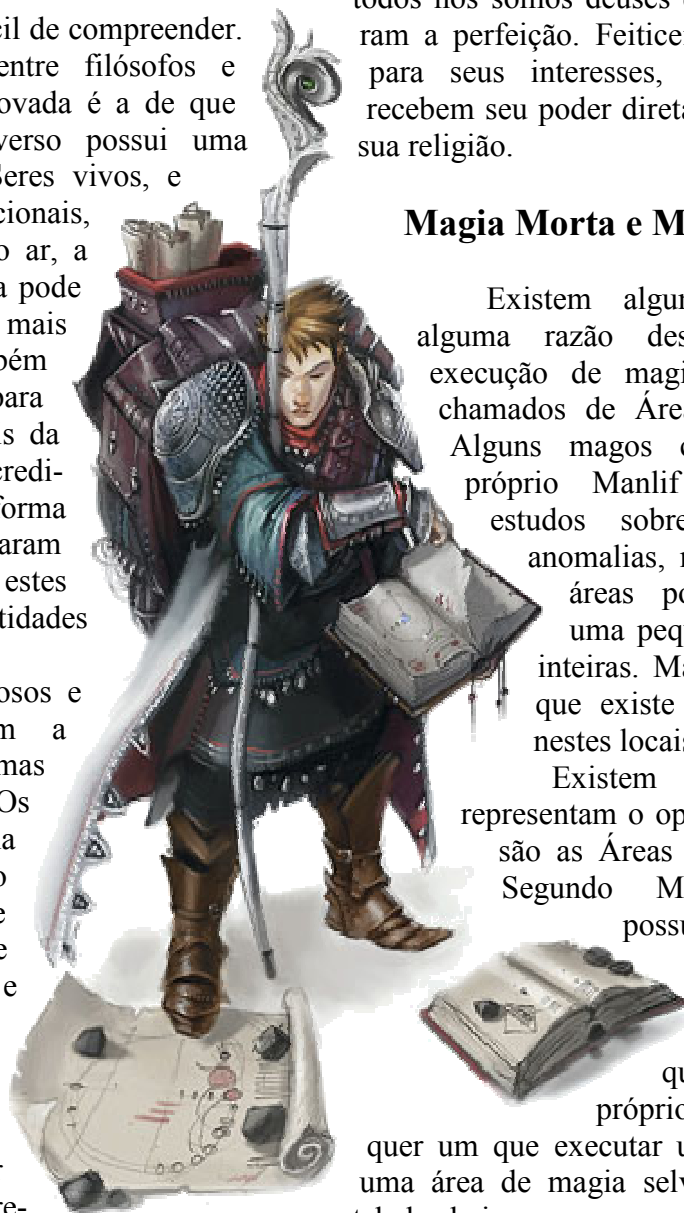 cil de compreender.
entre filósofos e
ovada é a de que
verso possui uma
Seres vivos, e
cionais,
o ar, a
a pode
mais
bém
para
s da
credi-
forma
aram
estes
tidades
osos e
m a
mas
Os
a
o
e
e
e
-
re-
todos nós somos deuses
ram a perfeição. Feiticei
para seus interesses,
recebem seu poder direta
sua religião.
Magia Morta e M
Existem algun
alguma razão des
execução de magi
chamados de Área
Alguns magos
próprio Manlif
estudos sobre
anomalias,
áreas po
uma pequ
inteiras. Ma
que existe
nestes locais
Existem
representam o op
são as Áreas
Segundo M
possu
qu
próprio
quer um que executar u
uma área de magia selv